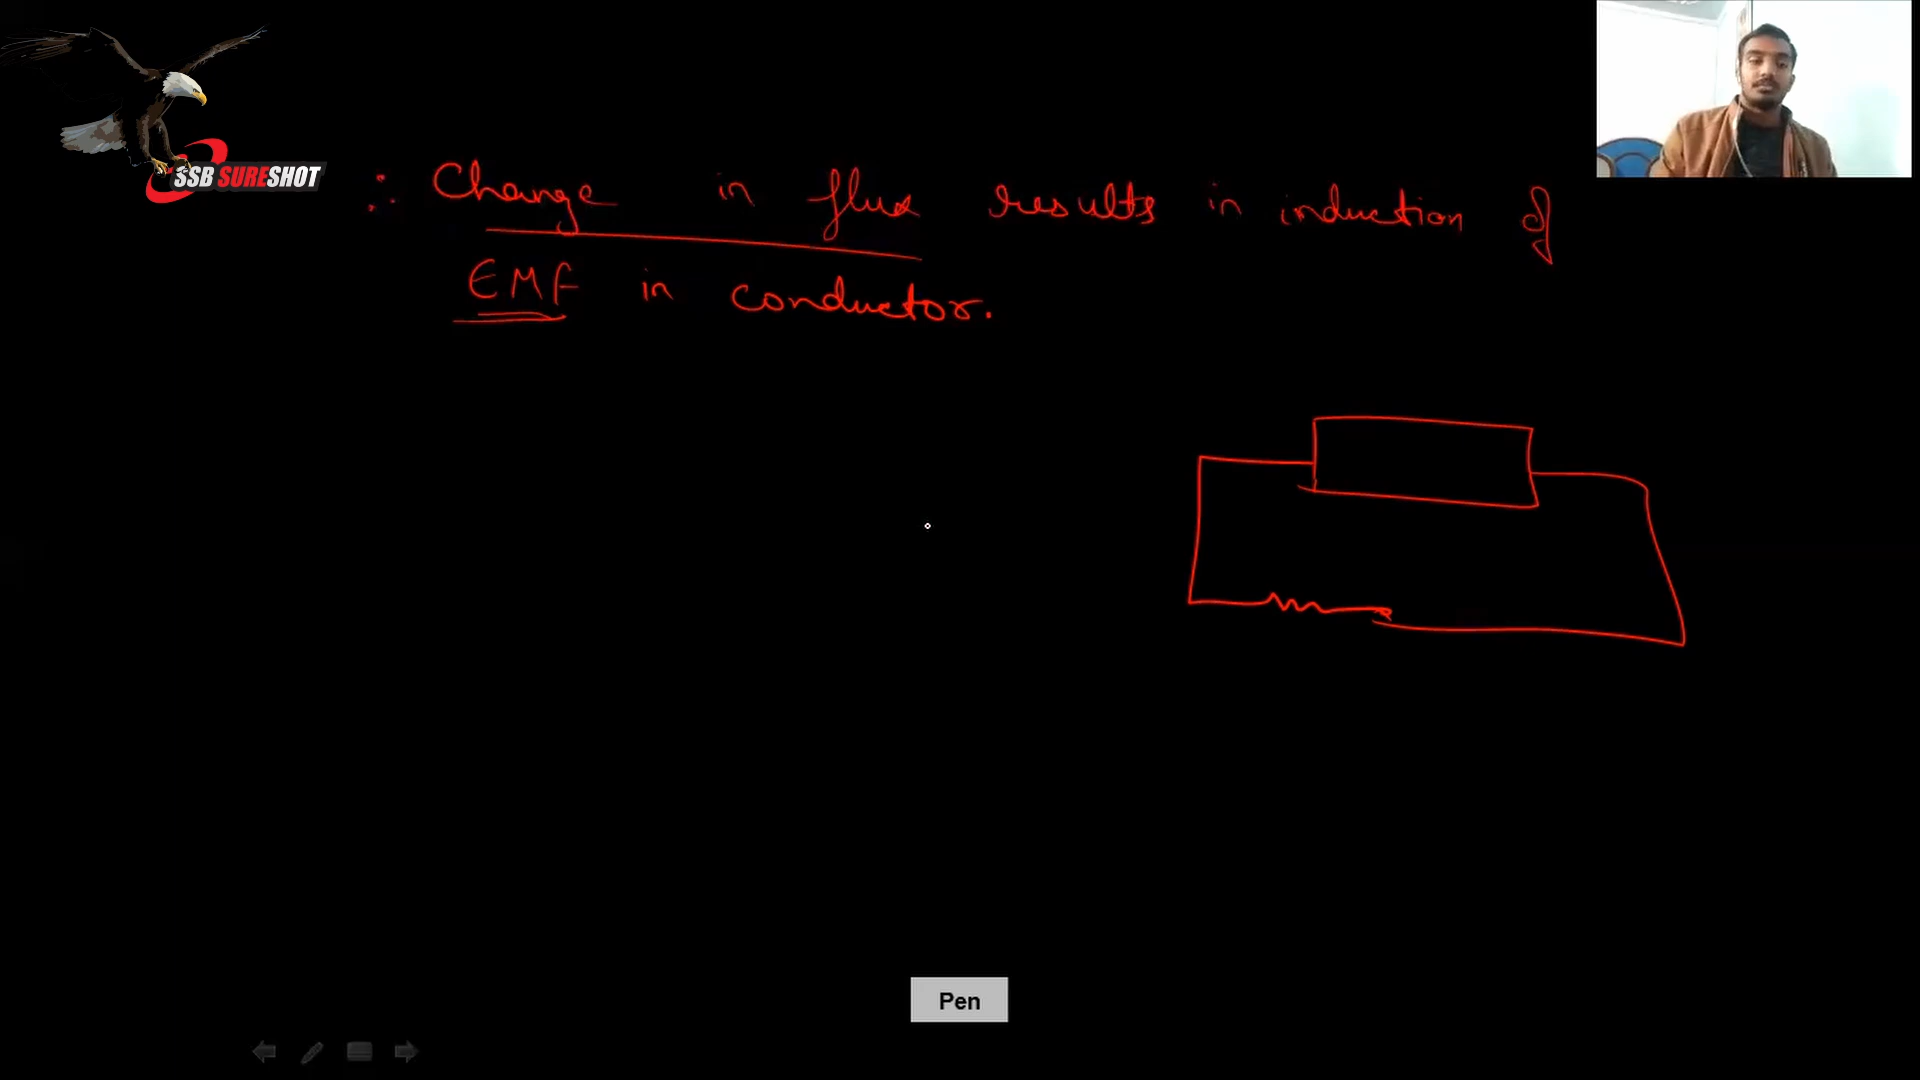 SSB SURESHOT
∴ Change in flux results in induction of
EMF in conductor.
Pen